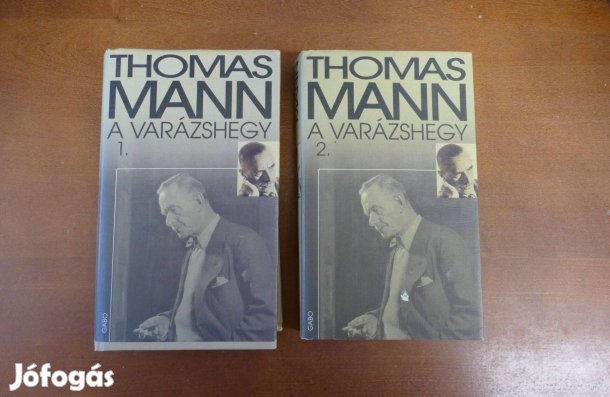 THOMAS
MANN
A VARÁZSHEGY
1.
GABO
THOMAS
MANN
A VARÁZSHEGY
2.
GABO
Jófogás